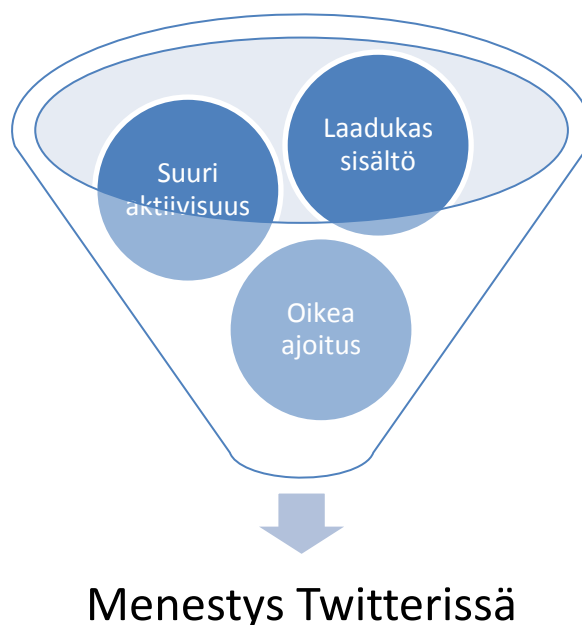 Laadukas
sisältö
Suuri
aktiivisuus
Oikea
ajoitus
Menestys Twitterissä